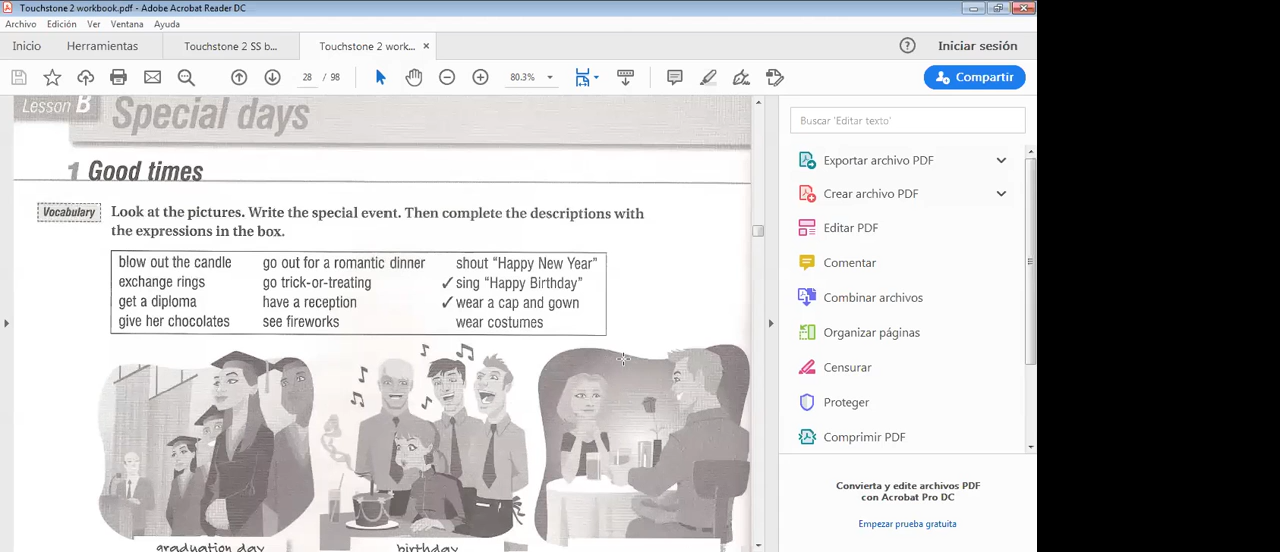 Touchstone 2 workbook.pdf - Adobe Acrobat Reader DC
Archivo Edición Ver Ventana Ayuda
Inicio Herramientas Touchstone 2 SS b... Touchstone 2 work... × Iniciar sesión
28 / 98 80.3% Compartir
Lesson B Special days
1 Good times
Vocabulary Look at the pictures. Write the special event. Then complete the descriptions with
the expressions in the box.
blow out the candle go out for a romantic dinner shout "Happy New Year"
exchange rings go trick-or-treating ✓ sing "Happy Birthday"
get a diploma have a reception ✓ wear a cap and gown
give her chocolates see fireworks wear costumes
graduation day birthday
Buscar 'Editar texto'
Exportar archivo PDF
Crear archivo PDF
Editar PDF
Comentar
Combinar archivos
Organizar páginas
Censurar
Proteger
Comprimir PDF
Convierta y edite archivos PDF
con Acrobat Pro DC
Empezar prueba gratuita